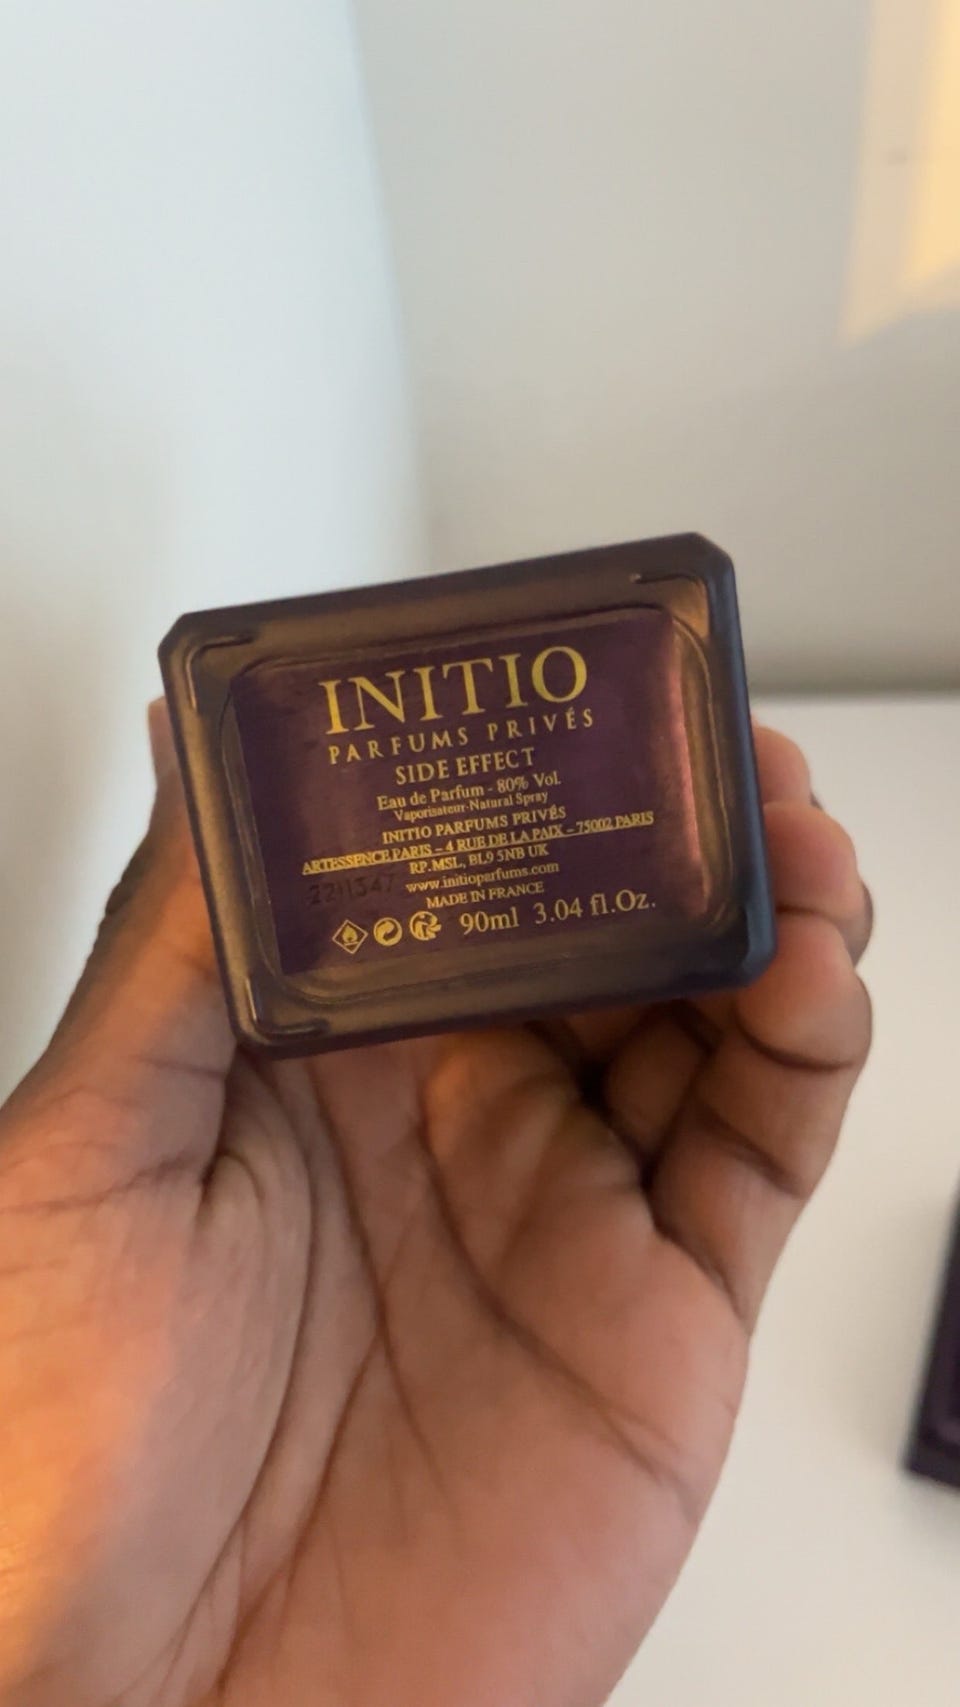 INITIO
PARFUMS PRIVÉS
SIDE EFFECT
Eau de Parfum - 80% Vol.
Vaporisateur-Natural Spray
INITIO PARFUMS PRIVÉS
ARTESSENCE PARIS – 4 RUE DE LA PAIX – 75002 PARIS
RP.MSL, BL9 5NB UK
2211347 www.initioparfums.com
MADE IN FRANCE
90ml 3.04 fl.Oz.